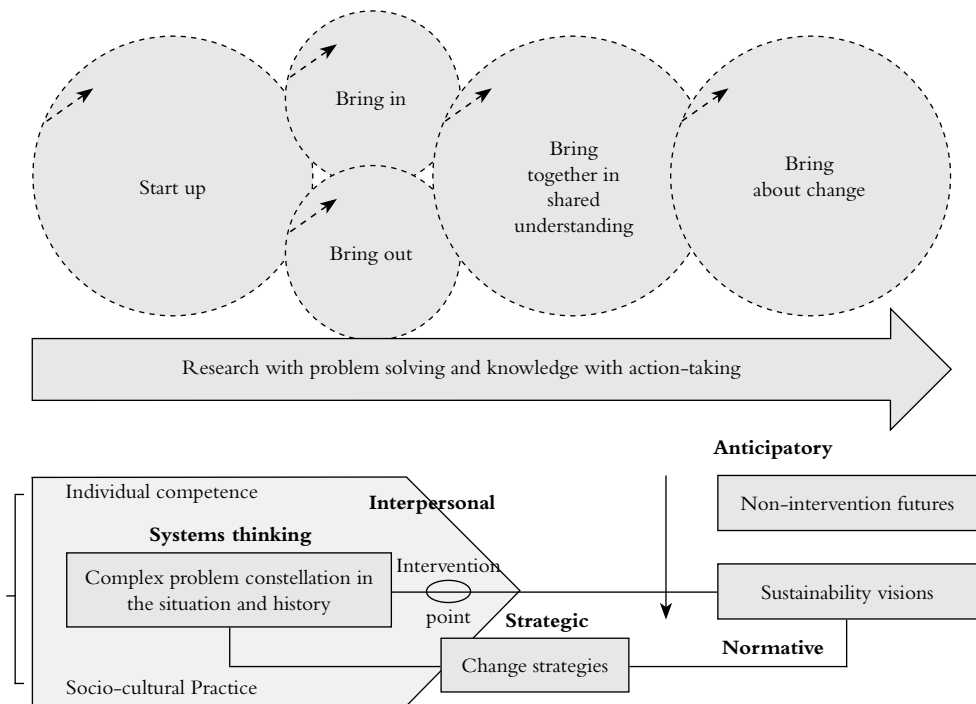 Start up
Bring in
Bring out
Bring
together in
shared
understanding
Bring
about change
Research with problem solving and knowledge with action-taking
Anticipatory
Individual competence
Interpersonal
Non-intervention futures
Systems thinking
Complex problem constellation in
the situation and history
Intervention
point
Sustainability visions
Strategic
Change strategies
Normative
Socio-cultural Practice